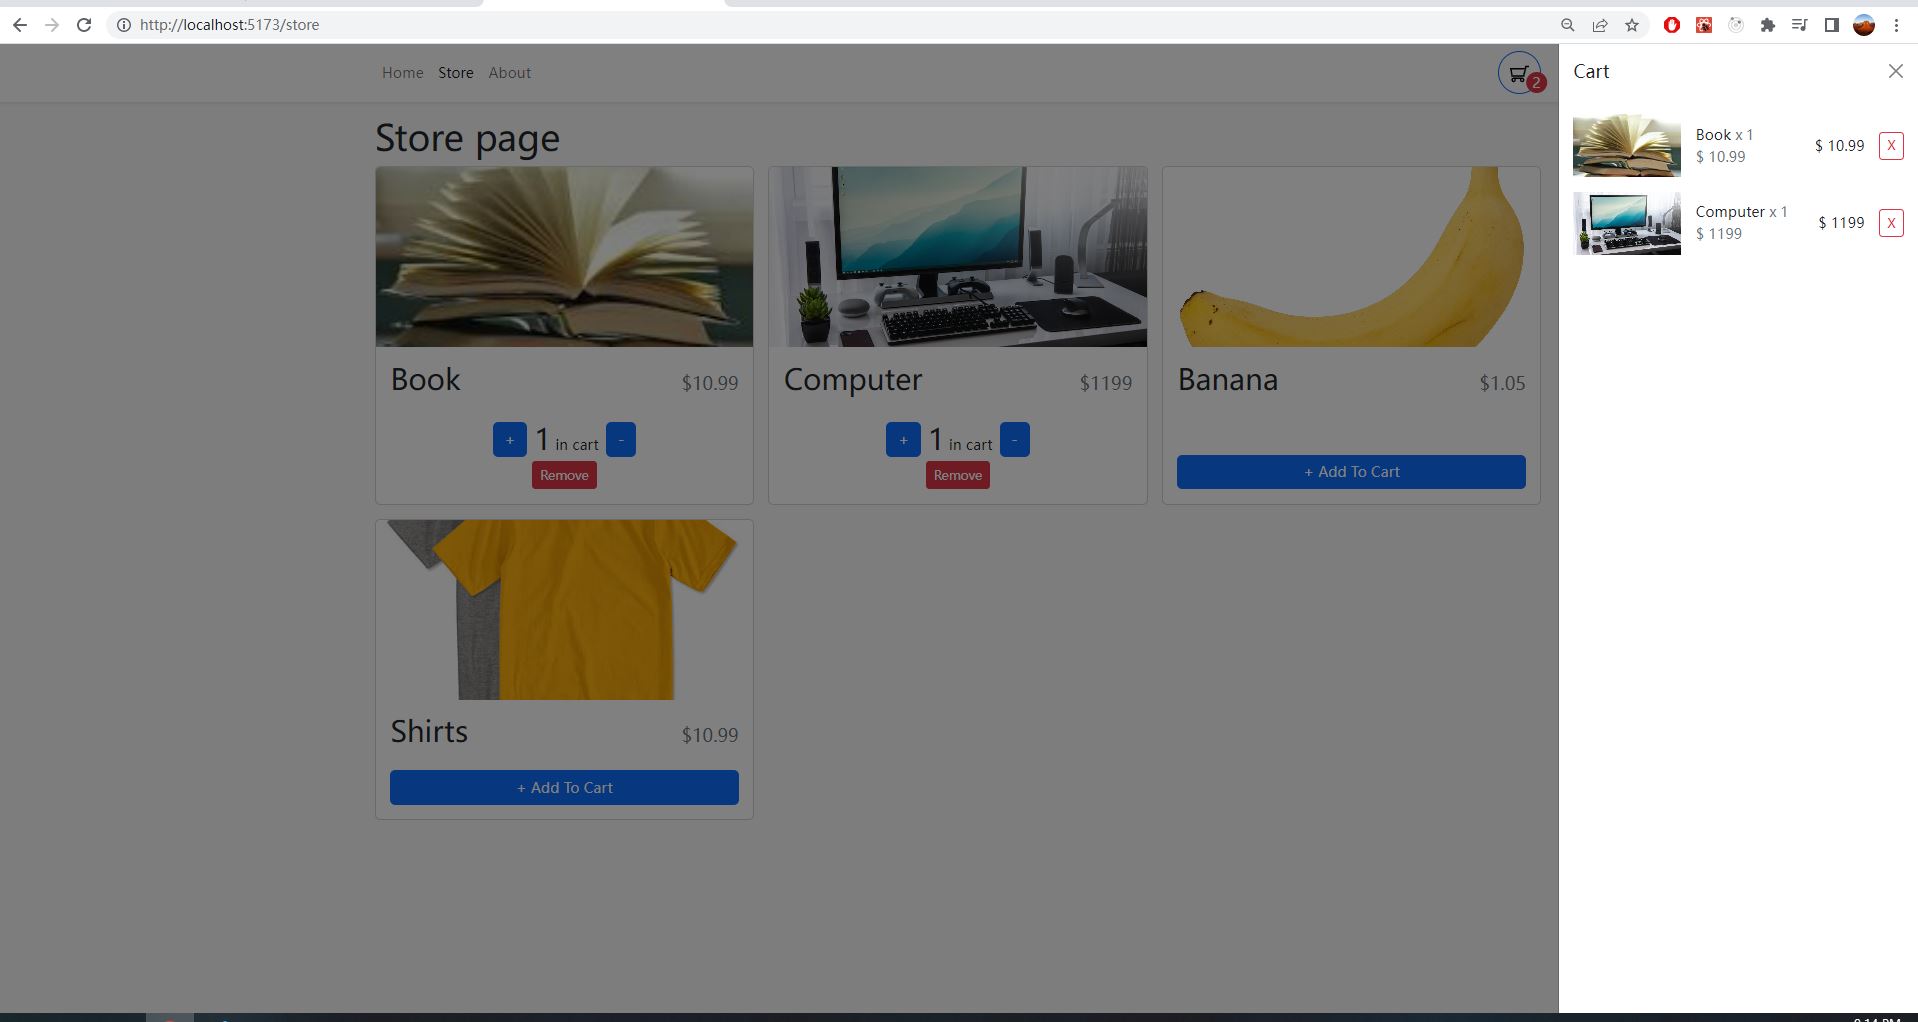 http://localhost:5173/store
Home Store About
2
Store page
Book $10.99
+ 1 in cart -
Remove
Computer $1199
+ 1 in cart -
Remove
Banana $1.05
+ Add To Cart
Shirts $10.99
+ Add To Cart
Cart
Book x 1
$ 10.99
$ 10.99 X
Computer x 1
$ 1199
$ 1199 X